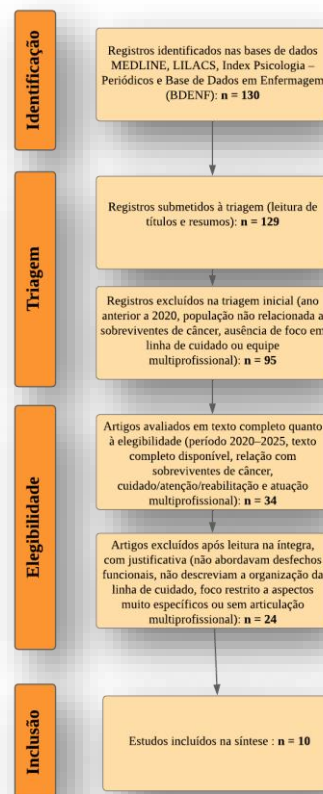 Identificação
Registros identificados nas bases de dados
MEDLINE, LILACS, Index Psicologia –
Periódicos e Base de Dados em Enfermagem
(BDENF): n = 130
Triagem
Registros submetidos à triagem (leitura de
títulos e resumos): n = 129
Registros excluídos na triagem inicial (ano
anterior a 2020, população não relacionada a
sobreviventes de câncer, ausência de foco em
linha de cuidado ou equipe
multiprofissional): n = 95
Elegibilidade
Artigos avaliados em texto completo quanto
à elegibilidade (período 2020–2025, texto
completo disponível, relação com
sobreviventes de câncer,
cuidado/atenção/reabilitação e atuação
multiprofissional): n = 34
Artigos excluídos após leitura na íntegra,
com justificativa (não abordavam desfechos
funcionais, não descreviam a organização da
linha de cuidado, foco restrito a aspectos
muito específicos ou sem articulação
multiprofissional): n = 24
Inclusão
Estudos incluídos na síntese : n = 10